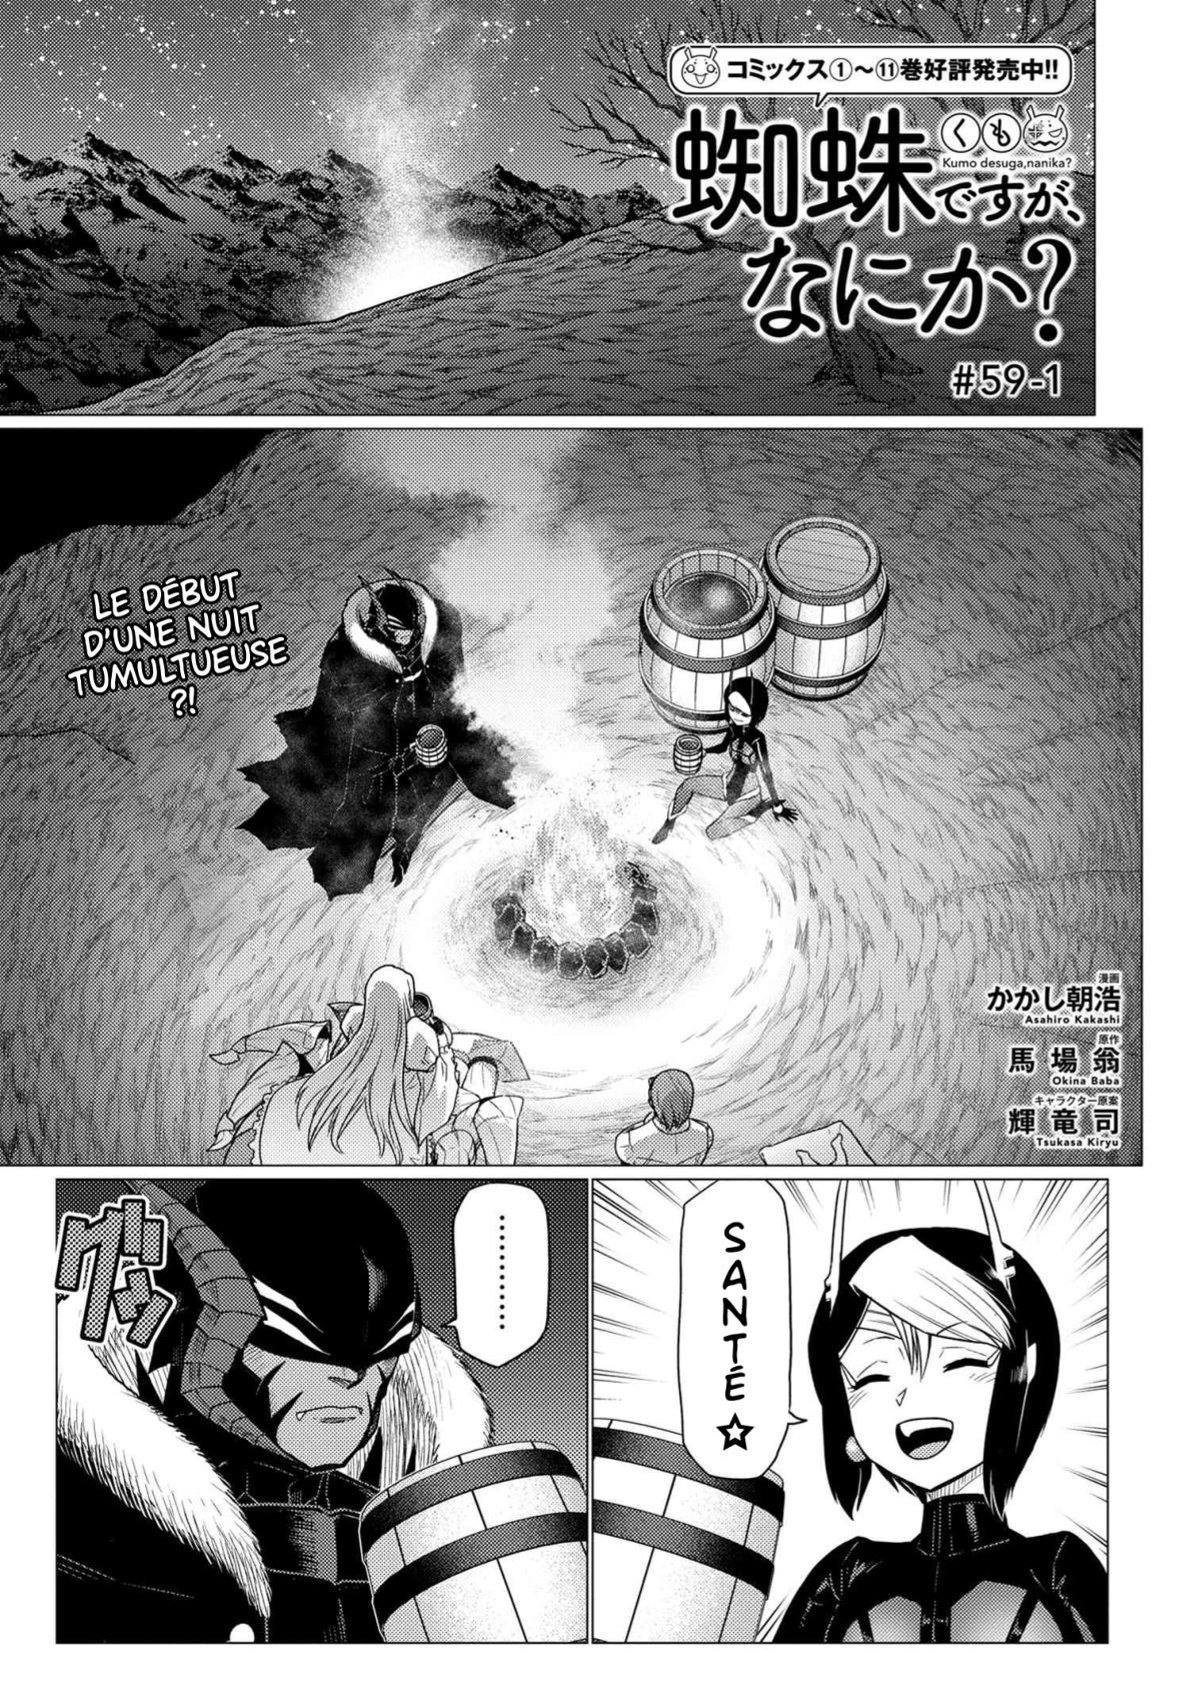 コミックス①〜⑪巻好評発売中!!
くも
Kumo desuga,nanika?
蜘蛛ですが、
なにか?
#59-1
LE DÉBUT
D'UNE NUIT
TUMULTUEUSE
?!
漫画
かかし朝浩
Asahiro Kakashi
原作
馬場翁
Okina Baba
キャラクター原案
輝竜司
Tsukasa Kiryu
SANTÉ☆
………
グッ